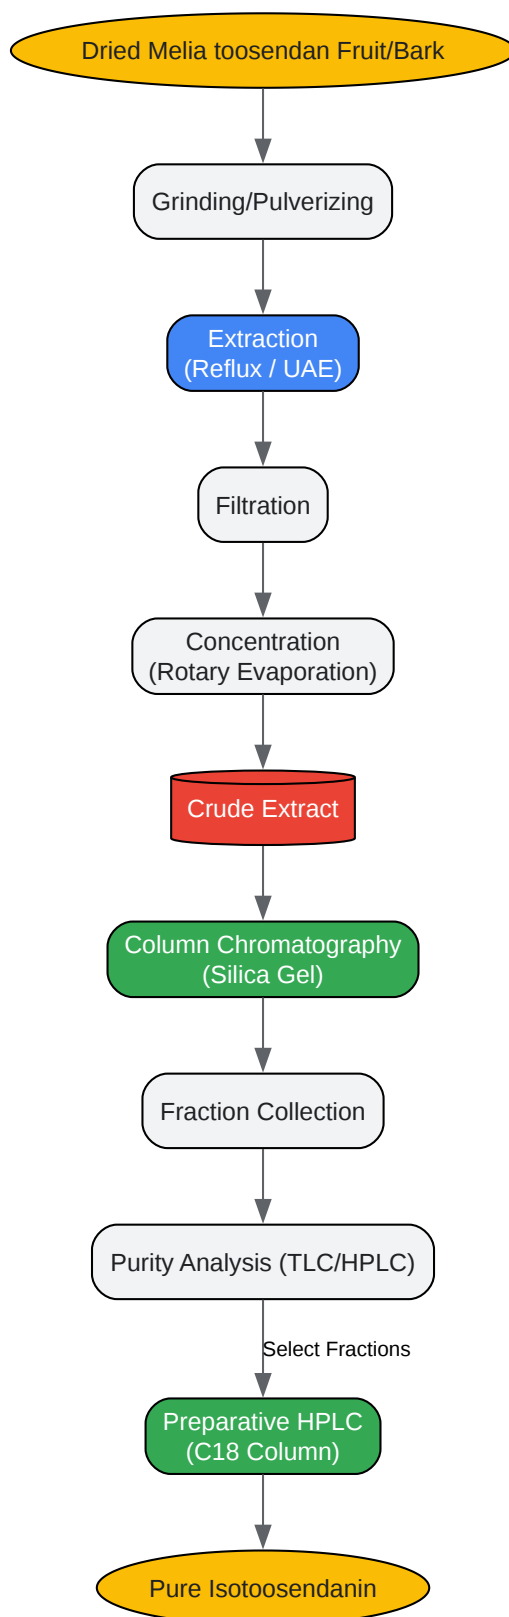 Dried Melia toosendan Fruit/Bark
Grinding/Pulverizing
Extraction
(Reflux / UAE)
Filtration
Concentration
(Rotary Evaporation)
Crude Extract
Column Chromatography
(Silica Gel)
Fraction Collection
Purity Analysis (TLC/HPLC)
Select Fractions
Preparative HPLC
(C18 Column)
Pure Isotoosendanin